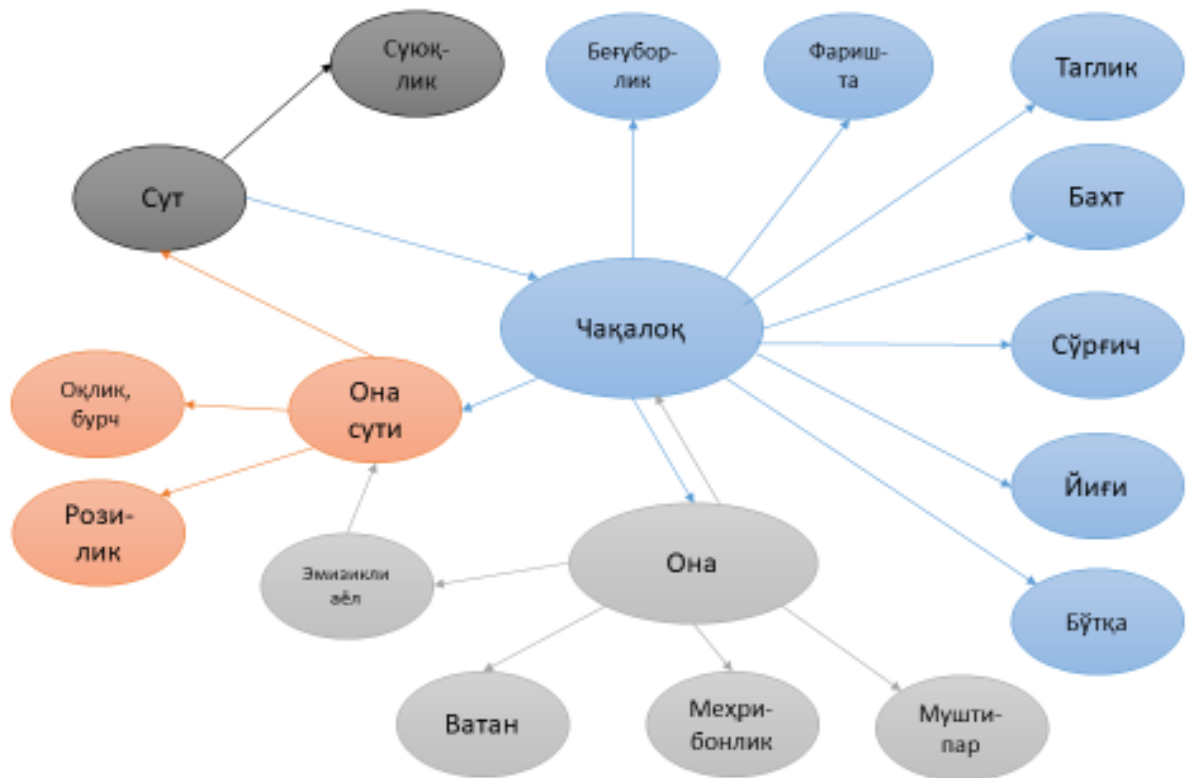 Суюқ-
лик
Беғубор-
лик
Фариш-
та
Таглик
Сут
Бахт
Чақалоқ
Сўрғич
Оқлик,
бурч
Она
сути
Рози-
лик
Йиғи
Эмизикли
аёл
Она
Бўтқа
Ватан
Меҳри-
бонлик
Мушти-
пар